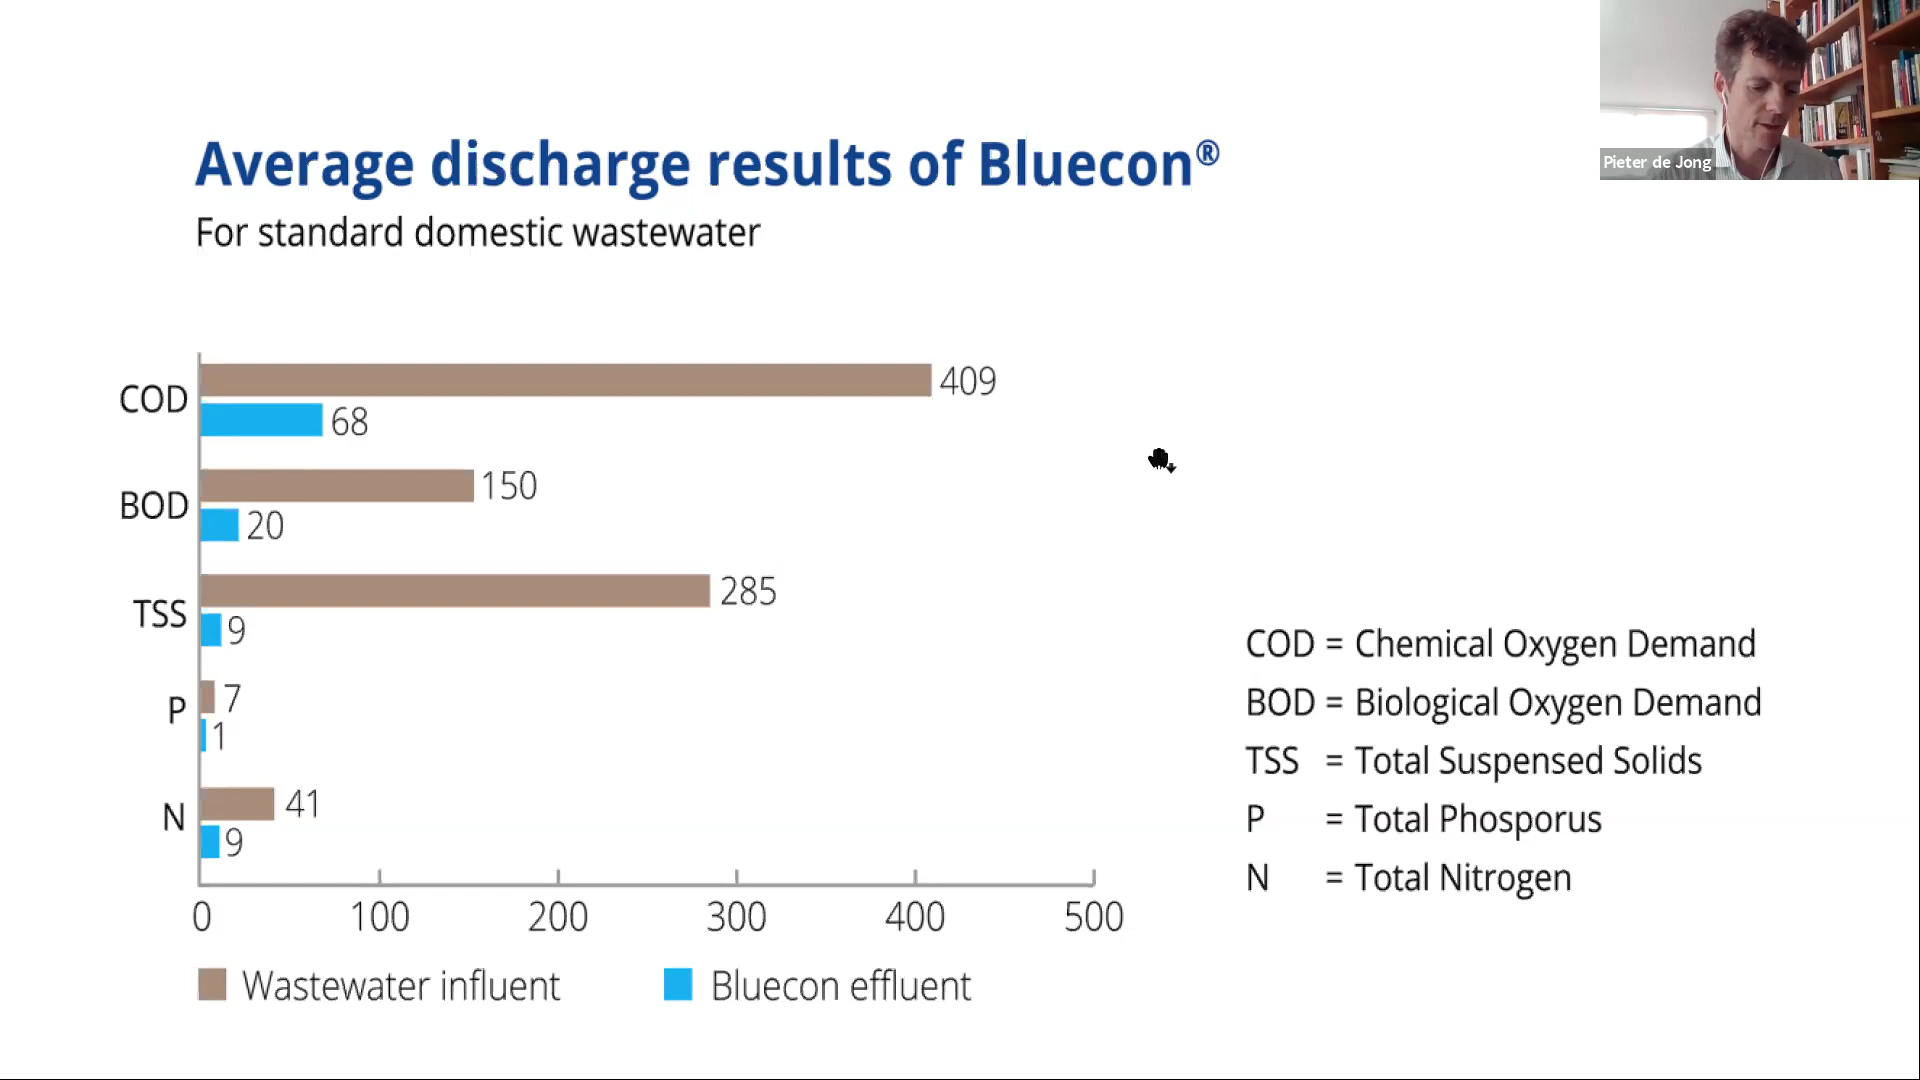 Pieter de Jong
Average discharge results of Bluecon®
For standard domestic wastewater
COD
409
68
BOD
150
20
TSS
285
9
P
7
1
N
41
9
0 100 200 300 400 500
Wastewater influent Bluecon effluent
COD = Chemical Oxygen Demand
BOD = Biological Oxygen Demand
TSS = Total Suspensed Solids
P = Total Phosporus
N = Total Nitrogen